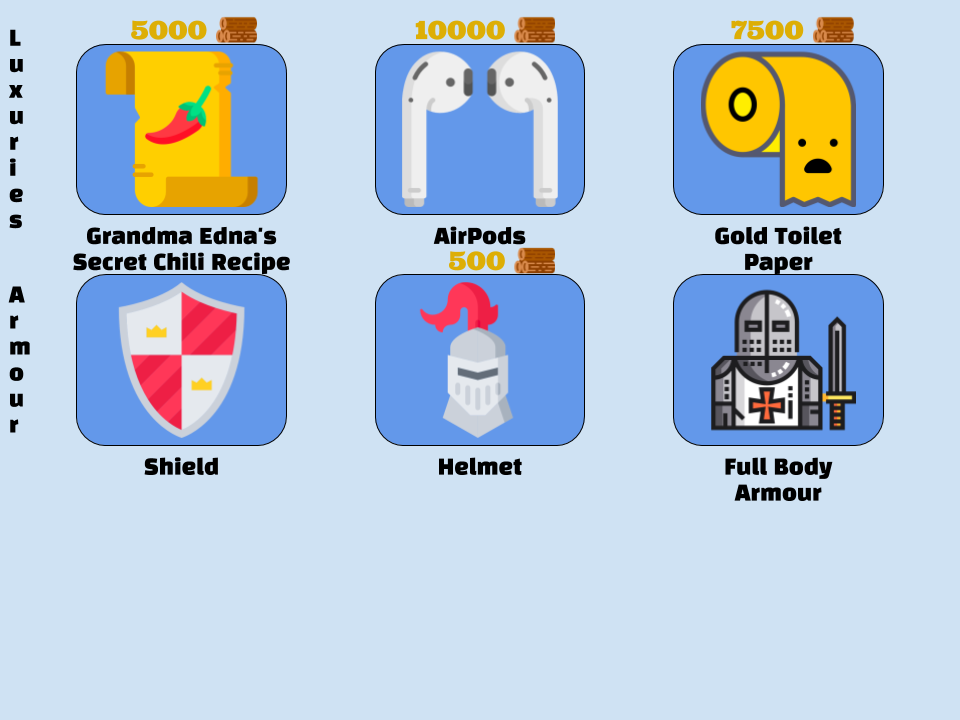 Luxuries
5000
10000
7500
Grandma Edna's
Secret Chili Recipe
AirPods
Gold Toilet
Paper
Armour
500
Shield
Helmet
Full Body
Armour